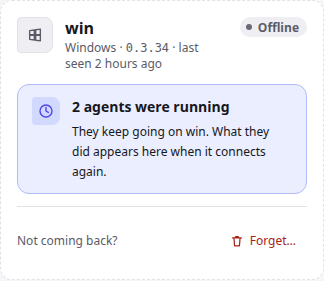 win
Offline
Windows · 0.3.34 · last
seen 2 hours ago
2 agents were running
They keep going on win. What they
did appears here when it connects
again.
Not coming back?
Forget...